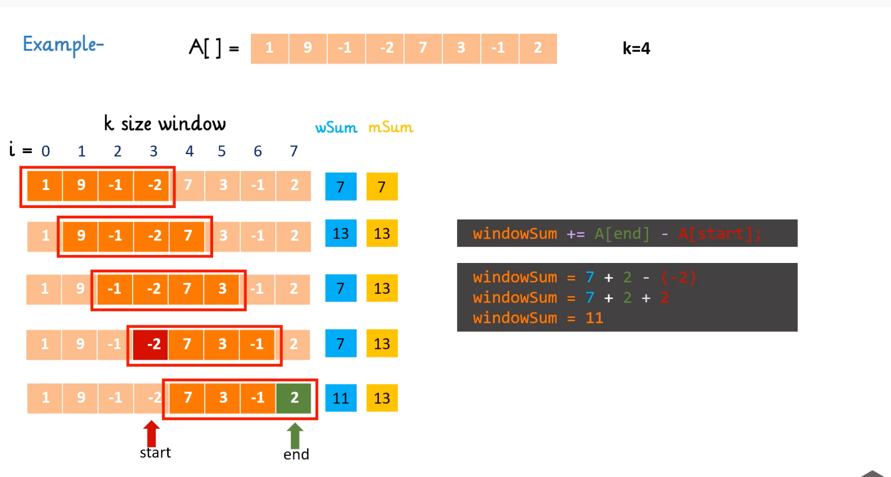 Example-
A[ ] = 1 9 -1 -2 7 3 -1 2
k=4
k size window
wSum mSum
i = 0 1 2 3 4 5 6 7
1 9 -1 -2 7 3 -1 2 7 7
1 9 -1 -2 7 3 -1 2 13 13
1 9 -1 -2 7 3 -1 2 7 13
1 9 -1 -2 7 3 -1 2 7 13
1 9 -1 -2 7 3 -1 2 11 13
start
end
windowSum += A[end] - A[start];
windowSum = 7 + 2 - (-2)
windowSum = 7 + 2 + 2
windowSum = 11